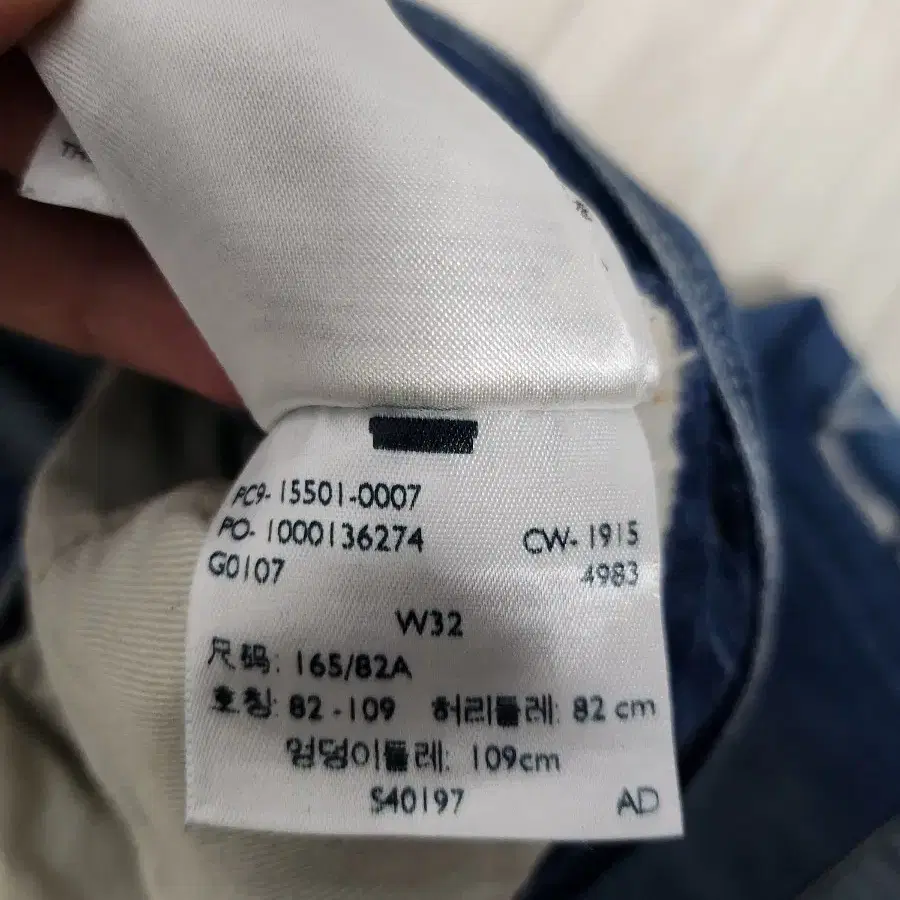 PC9-15501-0007
PO- 1000136274 CW- 1915
G0107 4983
W32
尺码: 165/82A
호칭: 82 -109 허리둘레: 82 cm
엉덩이둘레: 109cm
S40197 AD